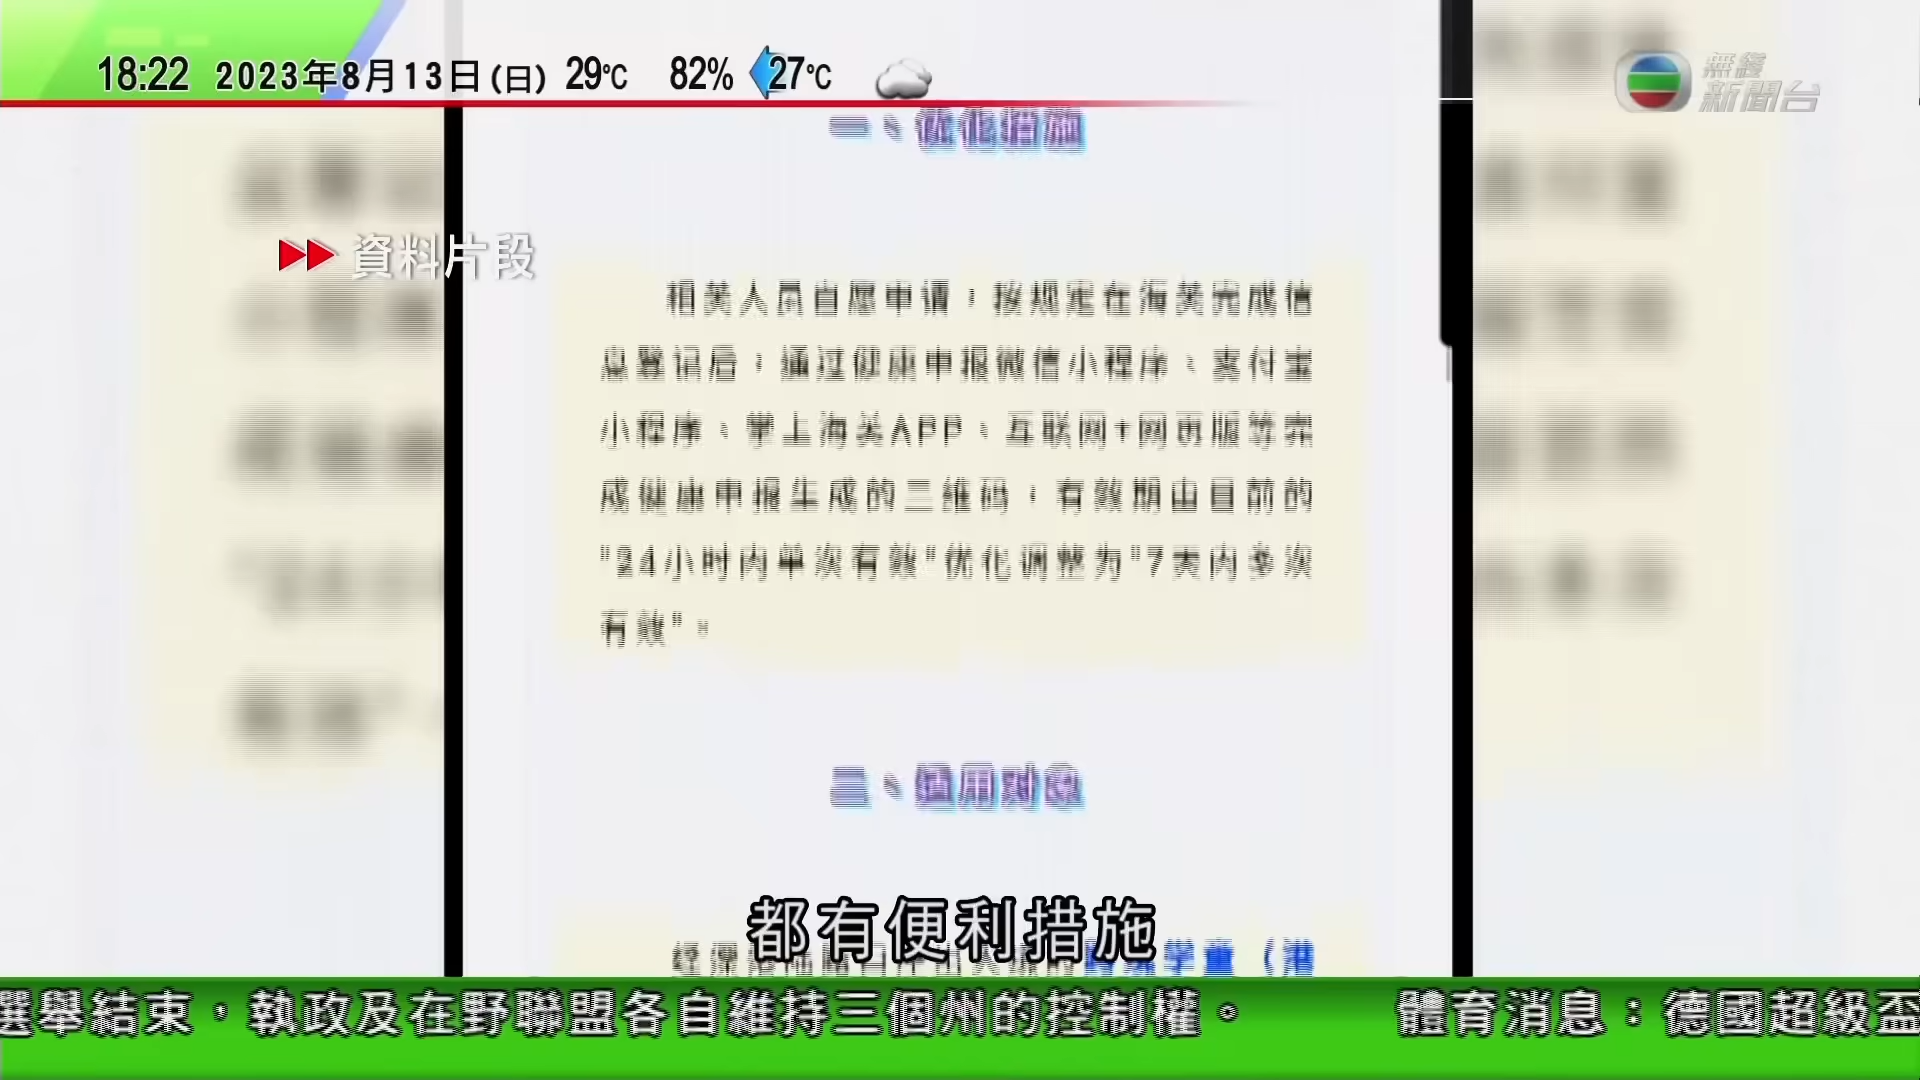 18:22 2023年8月13日(日) 29℃ 82% 27℃
無綫
新聞台
一、优化措施
資料片段
相关人员自愿申请，按规定在海关完成信
息登记后，通过健康申报微信小程序、支付宝
小程序、掌上海关APP、互联网+网页版等完
成健康申报生成的二维码，有效期由目前的
"24小时内单次有效"优化调整为"7天内多次
有效"。
二、适用对象
都有便利措施
学童（港
選舉結束，執政及在野聯盟各自維持三個州的控制權。 體育消息：德國超級盃